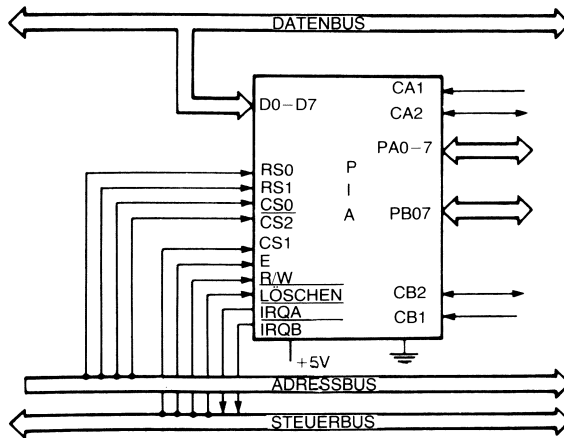 DATENBUS
D0–D7
CA1
CA2
PA0–7
RS0
RS1
CS0
CS2
P
I
A
PB07
CS1
E
R/W
LÖSCHEN
IRQA
IRQB
CB2
CB1
+5V
ADRESSBUS
STEUERBUS